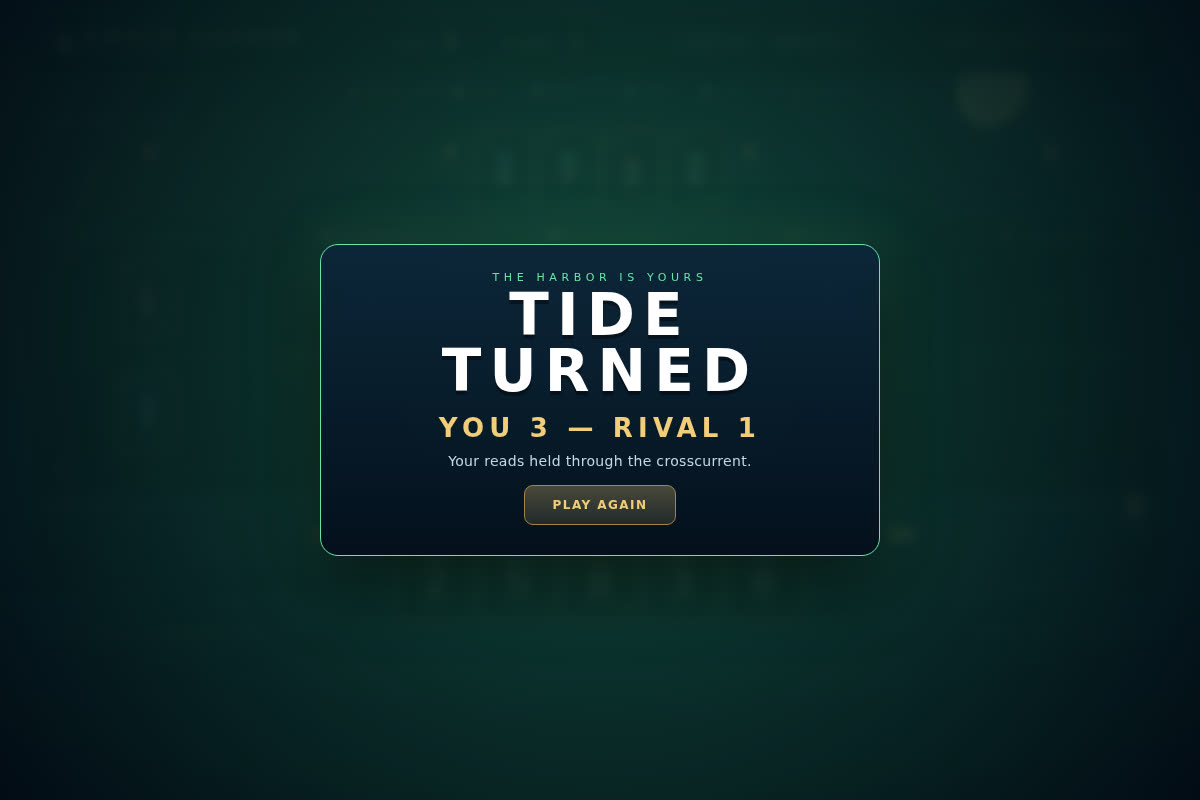 THE HARBOR IS YOURS
TIDE
TURNED
YOU 3 — RIVAL 1
Your reads held through the crosscurrent.
PLAY AGAIN